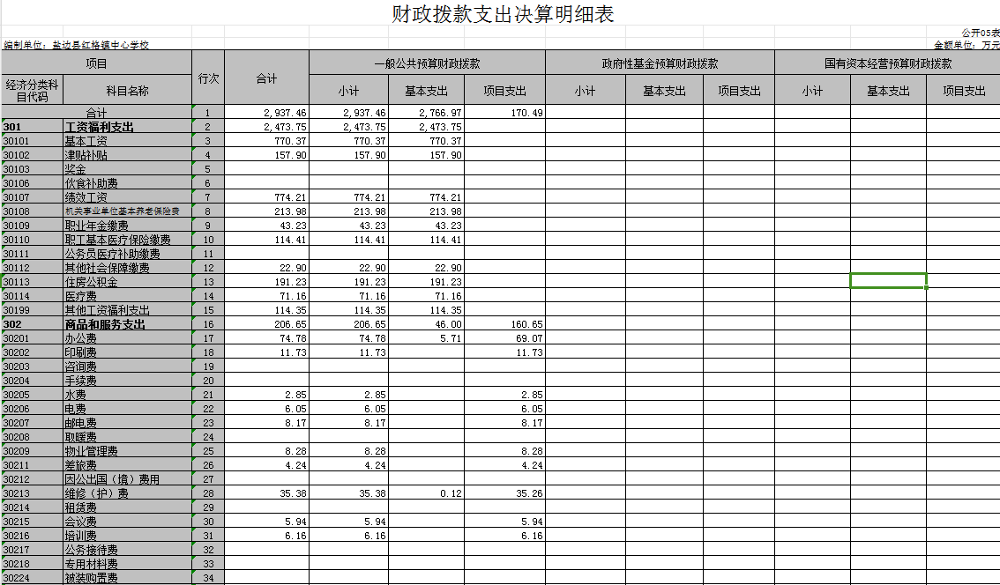 财政拨款支出决算明细表
公开05表
编制单位：盐边县红格镇中心学校 金额单位：万元
项目 行次 合计 一般公共预算财政拨款 政府性基金预算财政拨款 国有资本经营预算财政拨款
经济分类科目代码 科目名称 小计 基本支出 项目支出 小计 基本支出 项目支出 小计 基本支出 项目支出
合计 1 2,937.46 2,937.46 2,766.97 170.49
301 工资福利支出 2 2,473.75 2,473.75 2,473.75
30101 基本工资 3 770.37 770.37 770.37
30102 津贴补贴 4 157.90 157.90 157.90
30103 奖金 5
30106 伙食补助费 6
30107 绩效工资 7 774.21 774.21 774.21
30108 机关事业单位基本养老保险费 8 213.98 213.98 213.98
30109 职业年金缴费 9 43.23 43.23 43.23
30110 职工基本医疗保险缴费 10 114.41 114.41 114.41
30111 公务员医疗补助缴费 11
30112 其他社会保障缴费 12 22.90 22.90 22.90
30113 住房公积金 13 191.23 191.23 191.23
30114 医疗费 14 71.16 71.16 71.16
30199 其他工资福利支出 15 114.35 114.35 114.35
302 商品和服务支出 16 206.65 206.65 46.00 160.65
30201 办公费 17 74.78 74.78 5.71 69.07
30202 印刷费 18 11.73 11.73 11.73
30203 咨询费 19
30204 手续费 20
30205 水费 21 2.85 2.85 2.85
30206 电费 22 6.05 6.05 6.05
30207 邮电费 23 8.17 8.17 8.17
30208 取暖费 24
30209 物业管理费 25 8.28 8.28 8.28
30211 差旅费 26 4.24 4.24 4.24
30212 因公出国（境）费用 27
30213 维修（护）费 28 35.38 35.38 0.12 35.26
30214 租赁费 29
30215 会议费 30 5.94 5.94 5.94
30216 培训费 31 6.16 6.16 6.16
30217 公务接待费 32
30218 专用材料费 33
30224 被装购置费 34